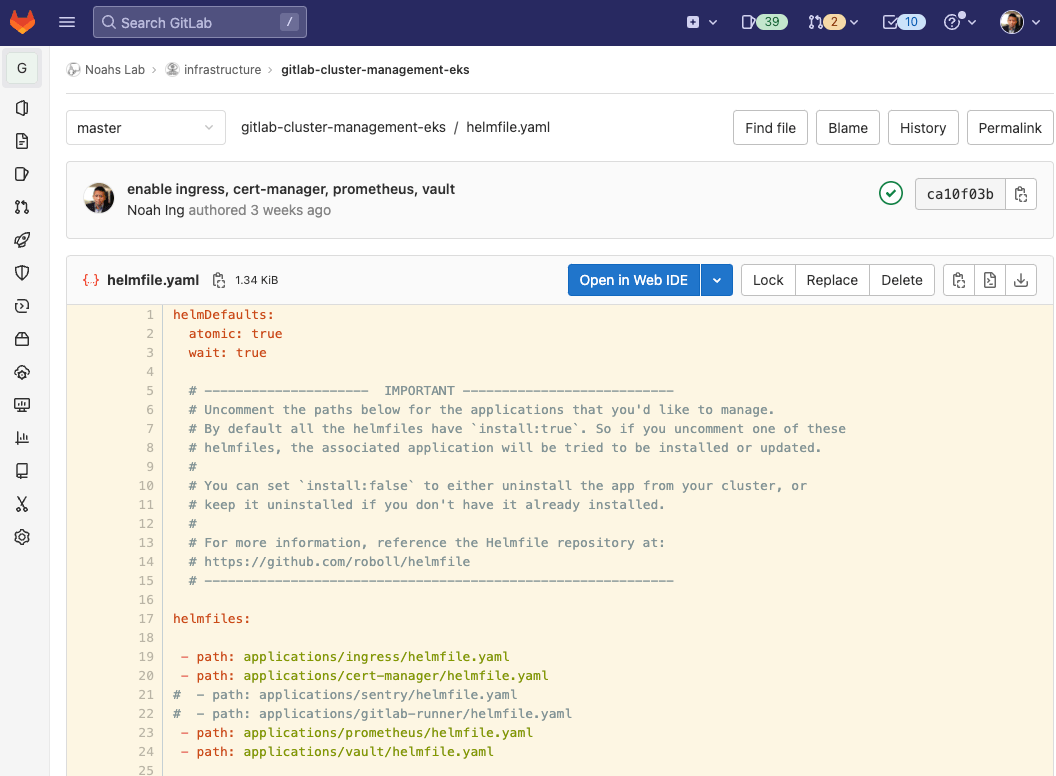 Search GitLab /
39
2
10
G
Noahs Lab › infrastructure › gitlab-cluster-management-eks
master
gitlab-cluster-management-eks / helmfile.yaml
Find file
Blame
History
Permalink
enable ingress, cert-manager, prometheus, vault
Noah Ing authored 3 weeks ago
ca10f03b
helmfile.yaml
1.34 KiB
Open in Web IDE
Lock
Replace
Delete
1 helmDefaults:
2   atomic: true
3   wait: true
4
5   # ---------------------  IMPORTANT ---------------------------
6   # Uncomment the paths below for the applications that you'd like to manage.
7   # By default all the helmfiles have `install:true`. So if you uncomment one of these
8   # helmfiles, the associated application will be tried to be installed or updated.
9   #
10   # You can set `install:false` to either uninstall the app from your cluster, or
11   # keep it uninstalled if you don't have it already installed.
12   #
13   # For more information, reference the Helmfile repository at:
14   # https://github.com/roboll/helmfile
15   # ------------------------------------------------------------
16
17 helmfiles:
18
19  - path: applications/ingress/helmfile.yaml
20  - path: applications/cert-manager/helmfile.yaml
21 #  - path: applications/sentry/helmfile.yaml
22 #  - path: applications/gitlab-runner/helmfile.yaml
23  - path: applications/prometheus/helmfile.yaml
24  - path: applications/vault/helmfile.yaml
25